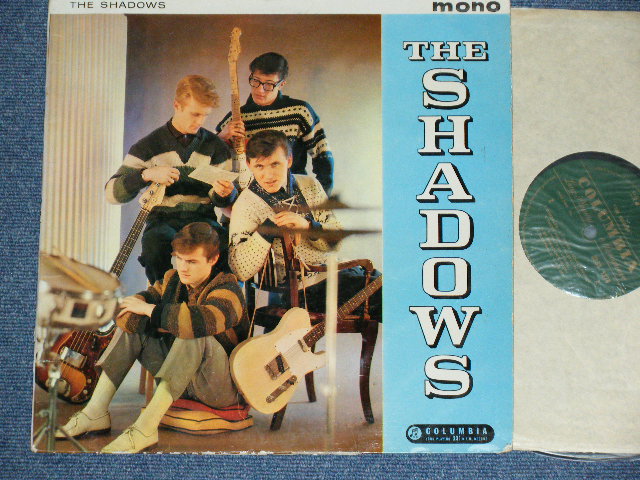 THE SHADOWS
mono
THE
SHADOWS
COLUMBIA